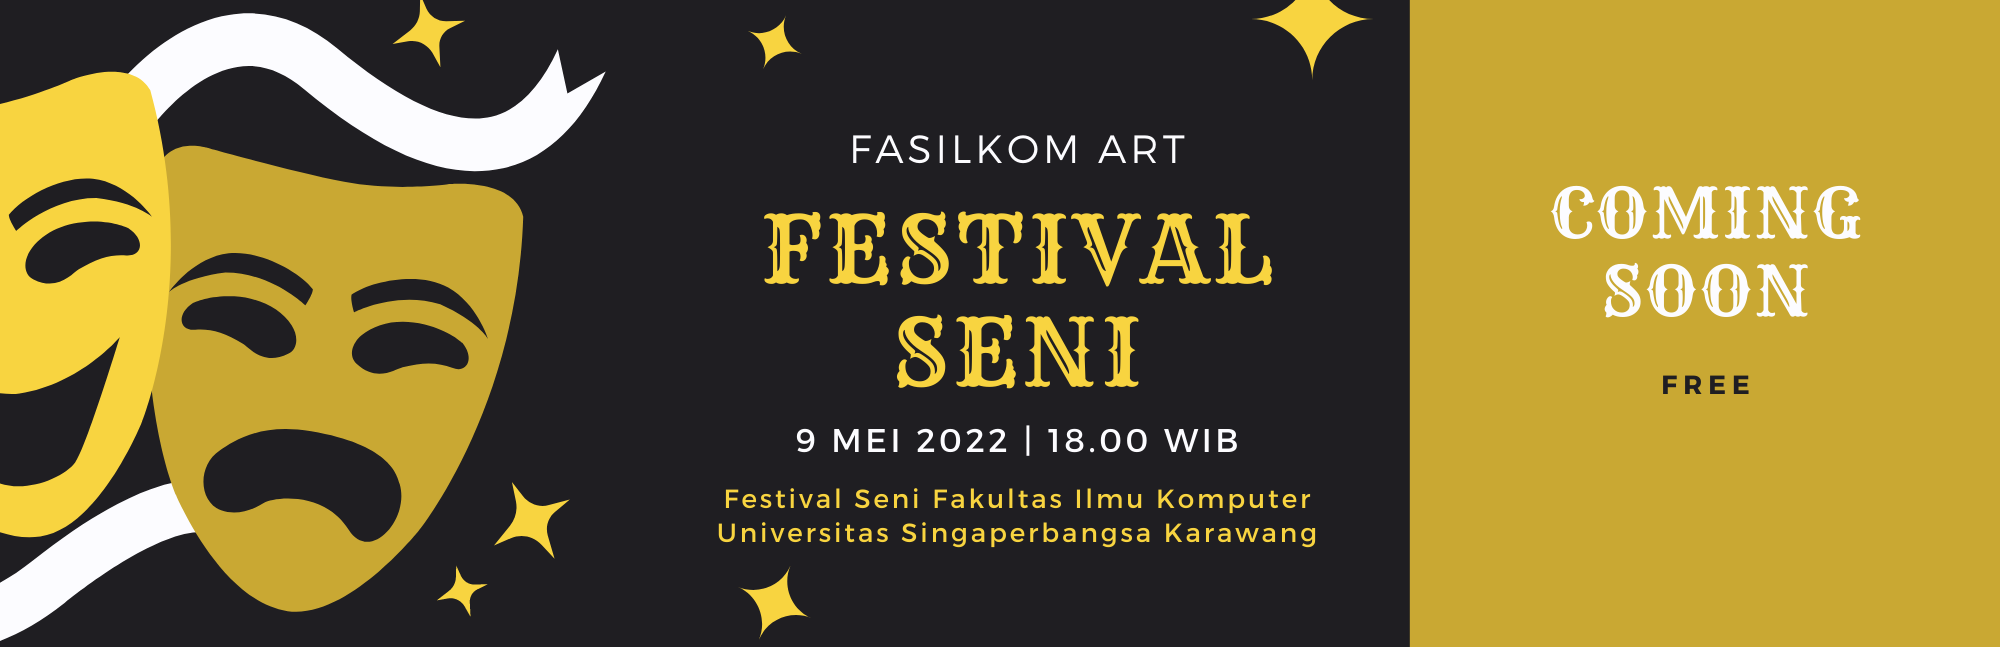 FASILKOM ART
FESTIVAL
SENI
9 MEI 2022 | 18.00 WIB
Festival Seni Fakultas Ilmu Komputer
Universitas Singaperbangsa Karawang
COMING
SOON
FREE